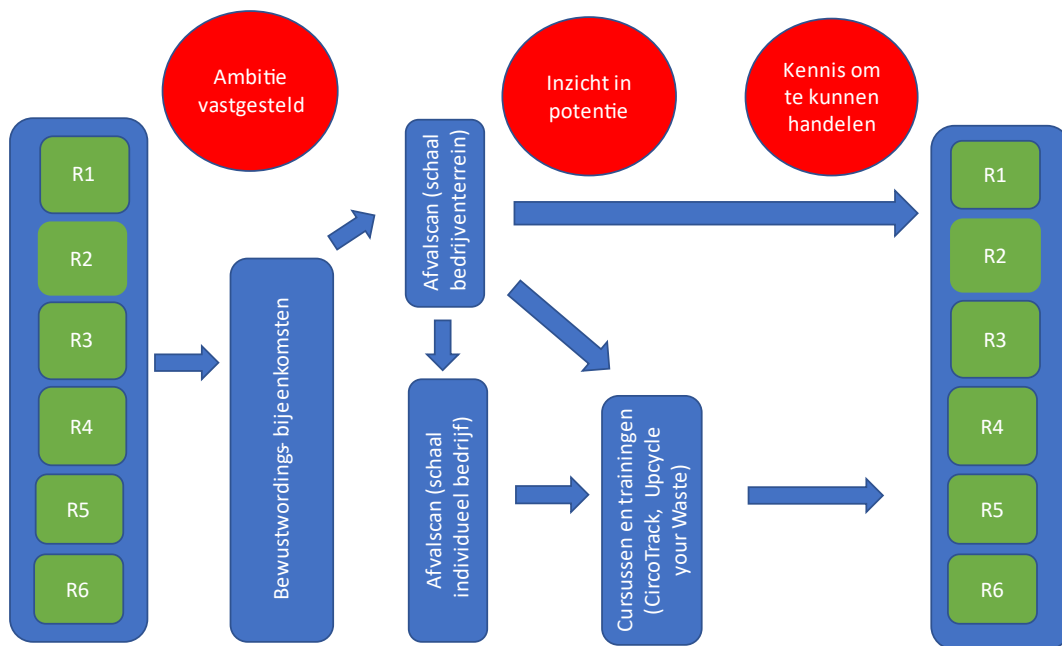 Ambitie
vastgesteld
Inzicht in
potentie
Kennis om
te kunnen
handelen
R1
R2
R3
R4
R5
R6
Bewustwordings- bijeenkomsten
Afvalscan (schaal
bedrijventerrein)
Afvalscan (schaal
individueel bedrijf)
Cursussen en trainingen
(CircoTrack, Upcycle
your Waste)
R1
R2
R3
R4
R5
R6